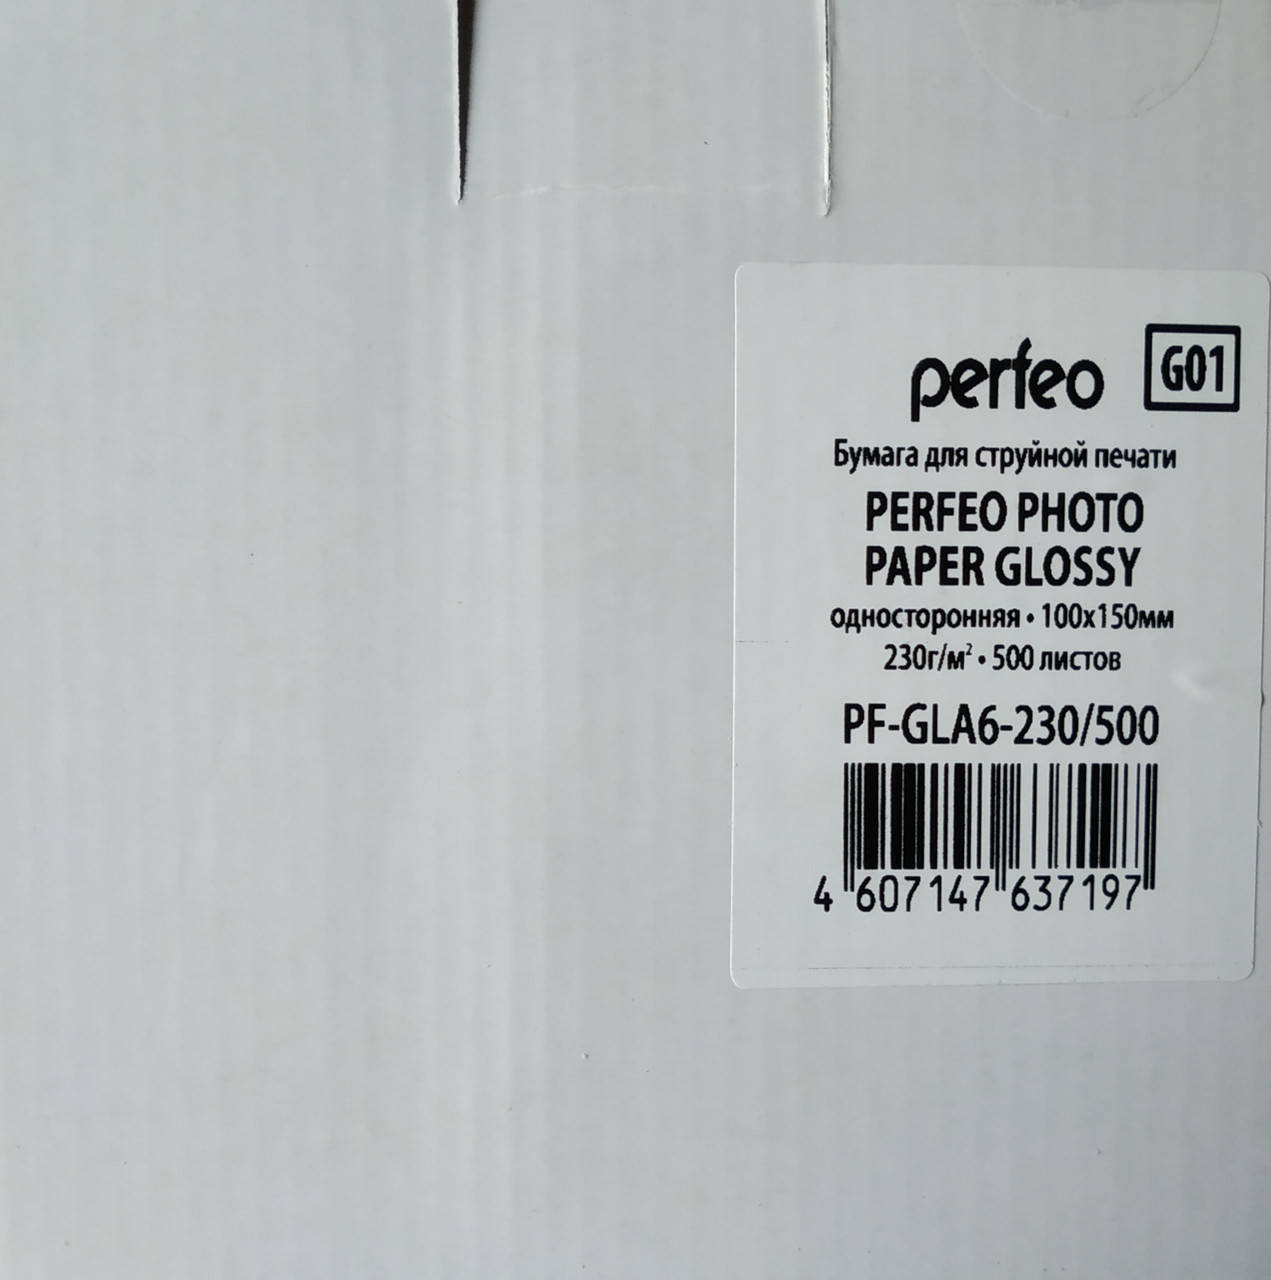 perfeo G01
Бумага для струйной печати
PERFEO PHOTO
PAPER GLOSSY
односторонняя • 100х150мм
230г/м² • 500 листов
PF-GLA6-230/500
4 607147 637197